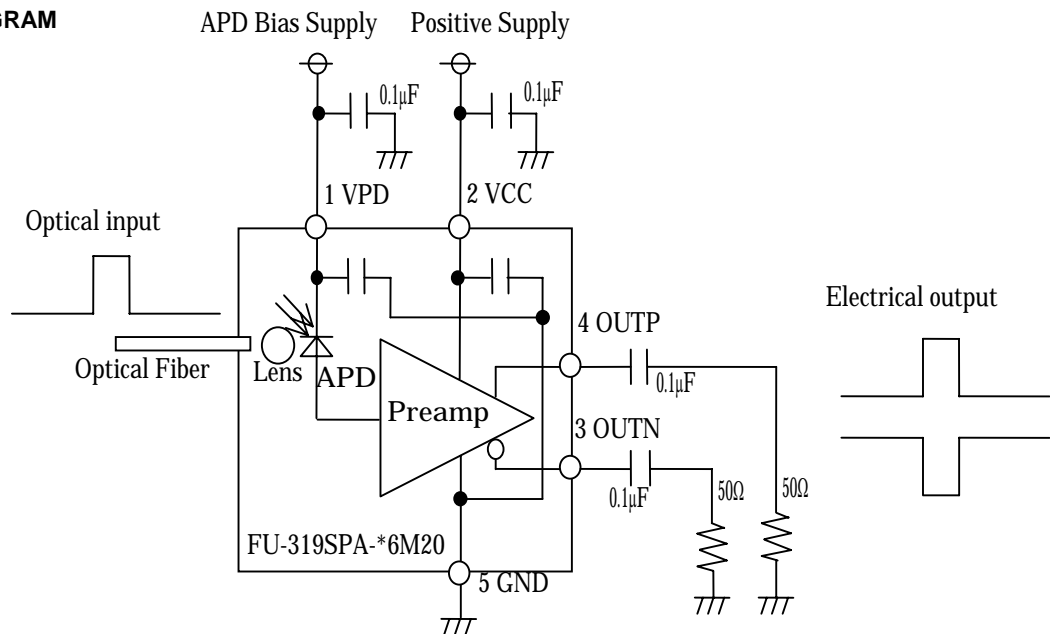 GRAM
APD Bias Supply
Positive Supply
0.1µF
0.1µF
1 VPD
2 VCC
Optical input
Electrical output
4 OUTP
Optical Fiber
Lens
APD
0.1µF
Preamp
3 OUTN
0.1µF
50Ω
50Ω
FU-319SPA-*6M20
5 GND